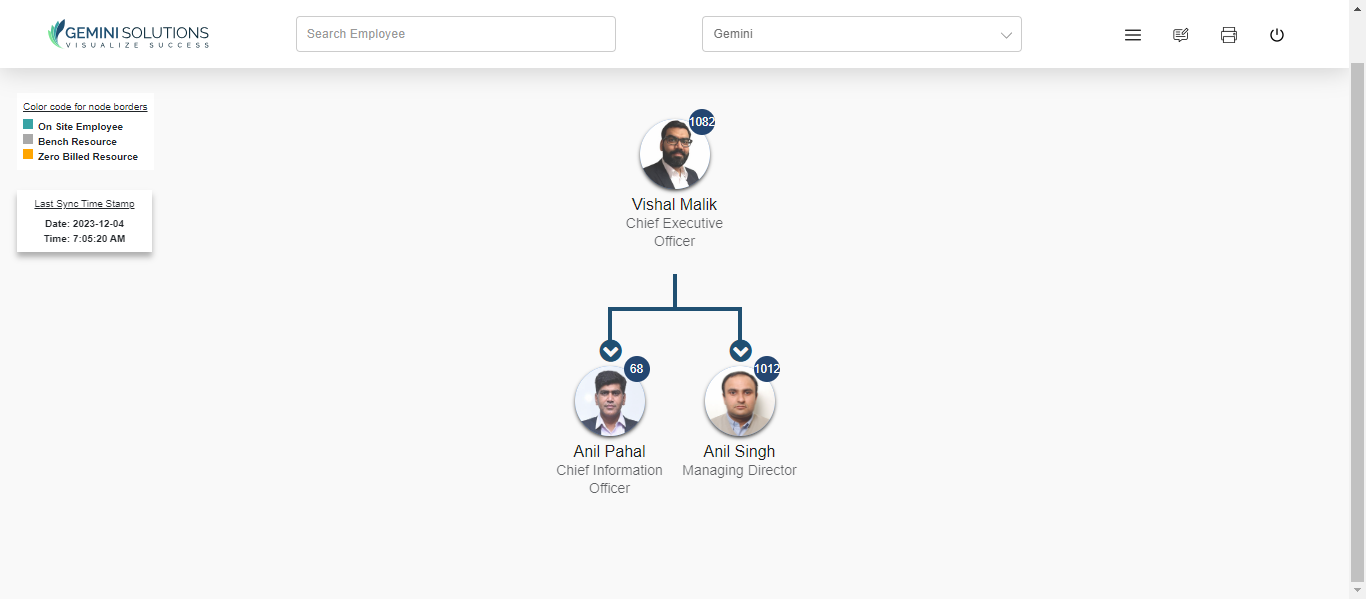 GEMINI SOLUTIONS
VISUALIZE SUCCESS
Search Employee
Gemini
Color code for node borders
On Site Employee
Bench Resource
Zero Billed Resource
Last Sync Time Stamp
Date: 2023-12-04
Time: 7:05:20 AM
1082
Vishal Malik
Chief Executive
Officer
68
Anil Pahal
Chief Information
Officer
1012
Anil Singh
Managing Director